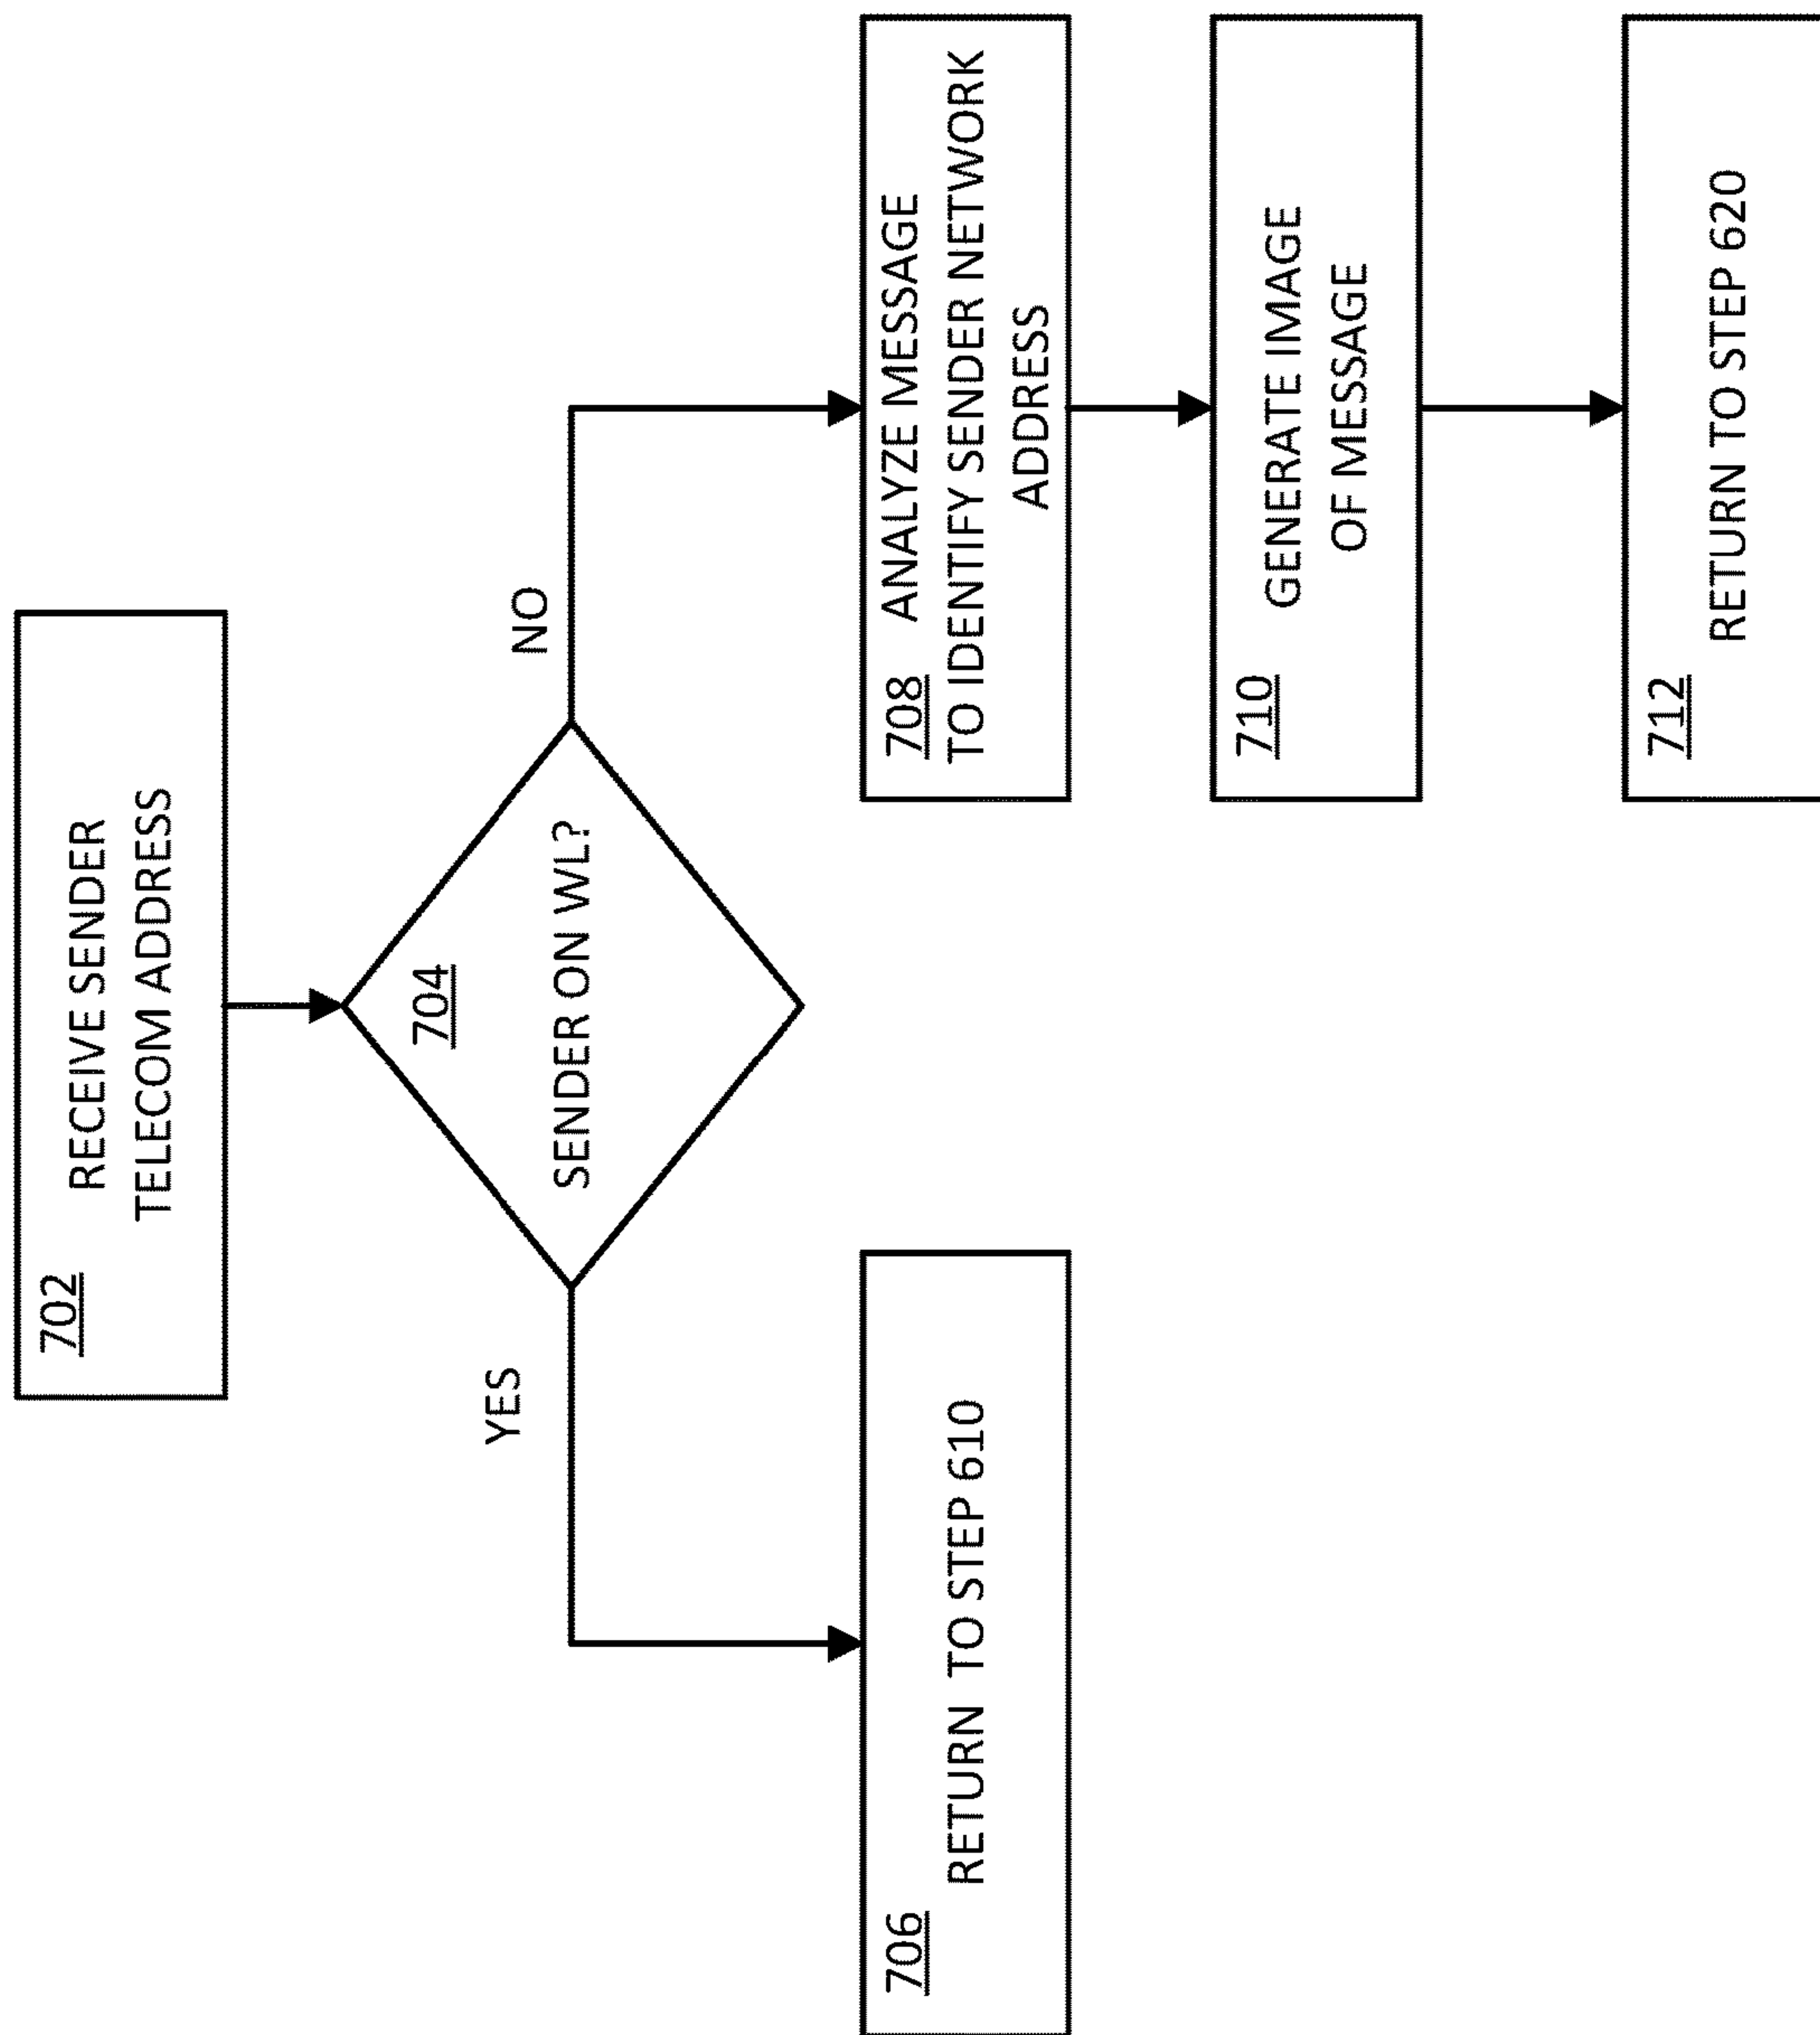 702
RECEIVE SENDER
TELECOM ADDRESS
704
SENDER ON WL?
YES
NO
706
RETURN TO STEP 610
708 ANALYZE MESSAGE
TO IDENTIFY SENDER NETWORK
ADDRESS
710
GENERATE IMAGE
OF MESSAGE
712
RETURN TO STEP 620